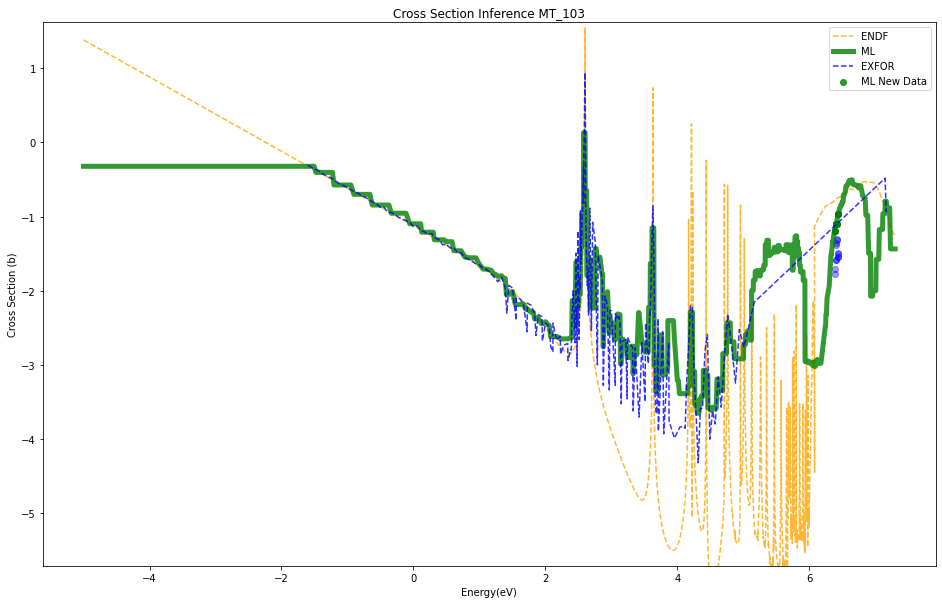 Cross Section Inference MT_103
ENDF
ML
EXFOR
ML New Data
Cross Section (b)
1
0
−1
−2
−3
−4
−5
−4
−2
0
2
4
6
Energy(eV)